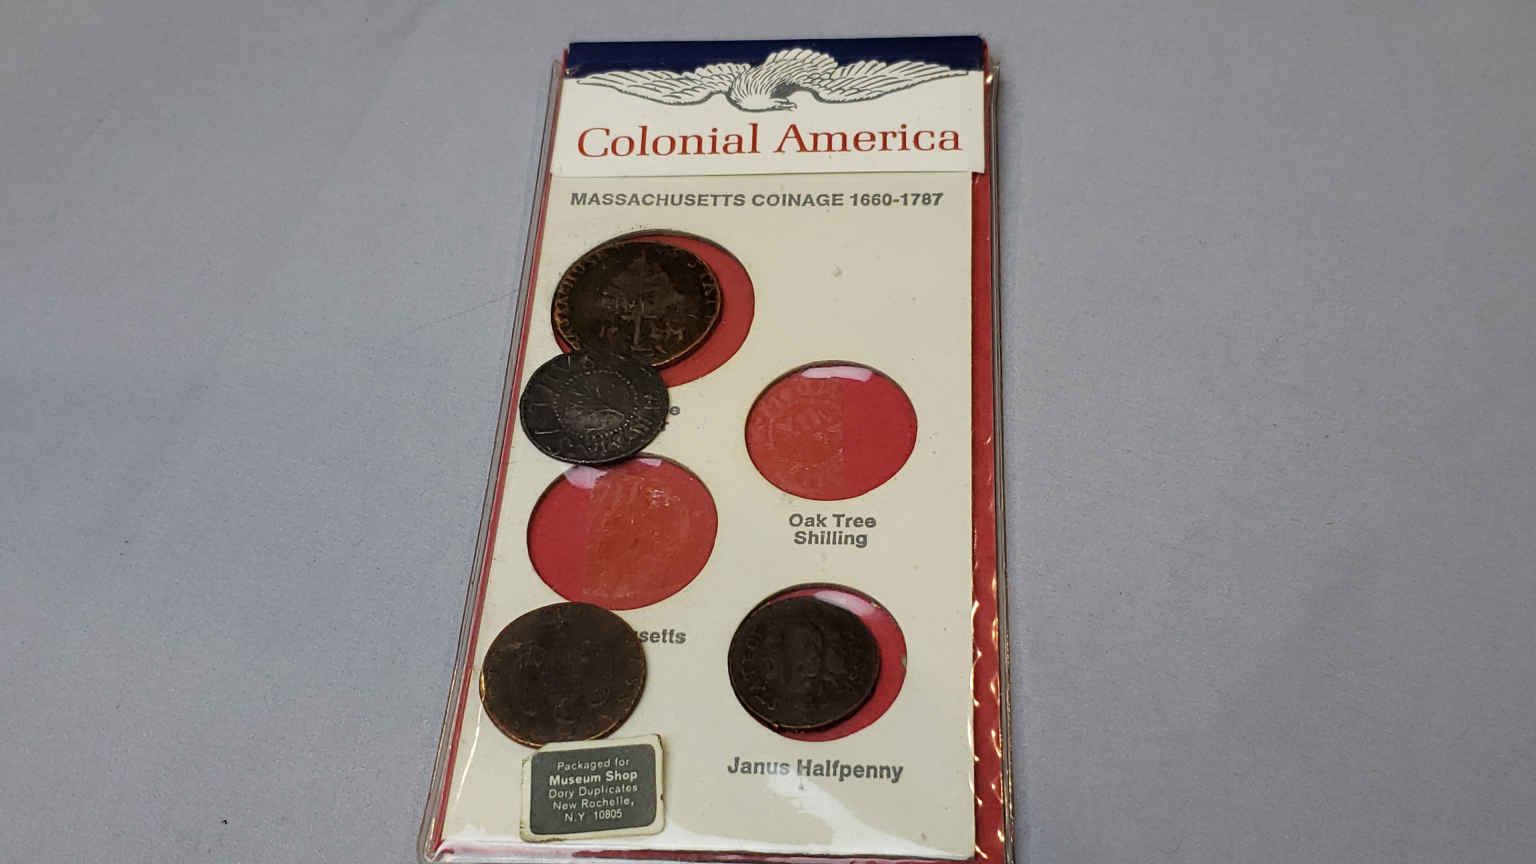 Colonial America
MASSACHUSETTS COINAGE 1660-1787
Oak Tree
Shilling
Janus Halfpenny
Packaged for
Museum Shop
Dory Duplicates
New Rochelle,
N.Y 10805